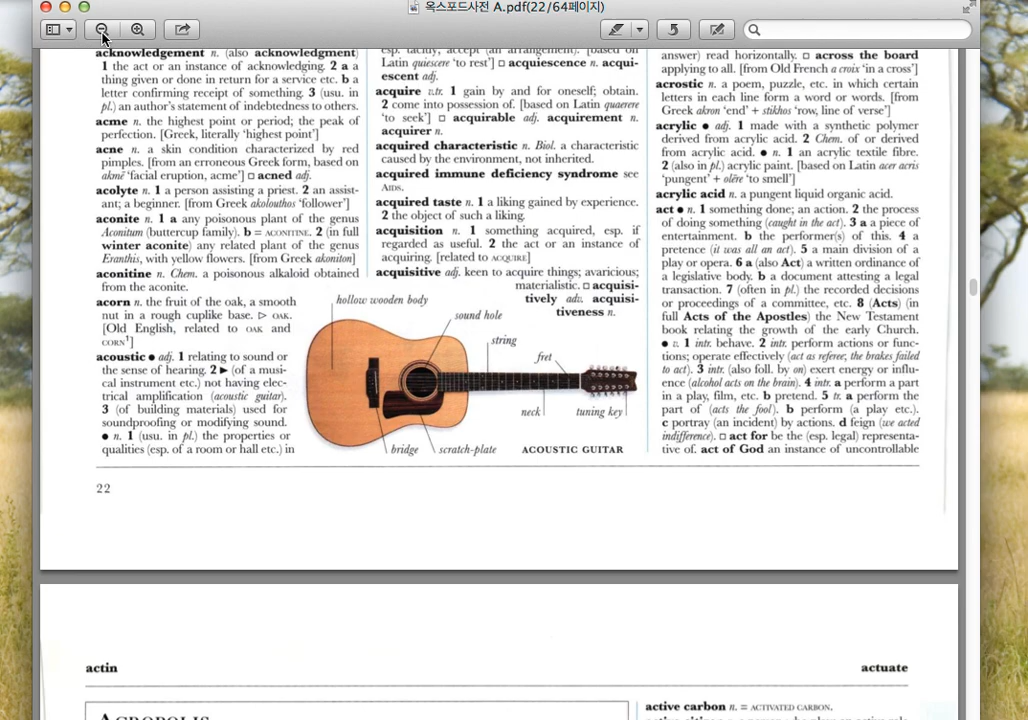 옥스포드사전 A.pdf(22/64페이지)
acknowledgement n. (also acknowledgment)
1 the act or an instance of acknowledging. 2 a a
thing given or done in return for a service etc. b a
letter confirming receipt of something. 3 (usu. in
pl.) an author's statement of indebtedness to others.
acme n. the highest point or period; the peak of
perfection. [Greek, literally 'highest point']
acne n. a skin condition characterized by red
pimples. [from an erroneous Greek form, based on
akmē 'facial eruption, acme'] □ acned adj.
acolyte n. 1 a person assisting a priest. 2 an assist-
ant; a beginner. [from Greek akolouthos 'follower']
aconite n. 1 a any poisonous plant of the genus
Aconitum (buttercup family). b = ACONITINE. 2 (in full
winter aconite) any related plant of the genus
Eranthis, with yellow flowers. [from Greek akoniton]
aconitine n. Chem. a poisonous alkaloid obtained
from the aconite.
acorn n. the fruit of the oak, a smooth
nut in a rough cuplike base. ▷ OAK.
[Old English, related to OAK and
CORN¹]
acoustic ● adj. 1 relating to sound or
the sense of hearing. 2 ▶ (of a musi-
cal instrument etc.) not having elec-
trical amplification (acoustic guitar).
3 (of building materials) used for
soundproofing or modifying sound.
● n. 1 (usu. in pl.) the properties or
qualities (esp. of a room or hall etc.) in
esp. tacitly, accept (an arrangement). [based on
Latin quiescere 'to rest'] □ acquiescence n. acqui-
escent adj.
acquire v.tr. 1 gain by and for oneself; obtain.
2 come into possession of. [based on Latin quaerere
'to seek'] □ acquirable adj. acquirement n.
acquirer n.
acquired characteristic n. Biol. a characteristic
caused by the environment, not inherited.
acquired immune deficiency syndrome see
AIDS.
acquired taste n. 1 a liking gained by experience.
2 the object of such a liking.
acquisition n. 1 something acquired, esp. if
regarded as useful. 2 the act or an instance of
acquiring. [related to ACQUIRE]
acquisitive adj. keen to acquire things; avaricious;
materialistic. □ acquisi-
tively adv. acquisi-
tiveness n.
hollow wooden body
sound hole
string
fret
neck
tuning key
bridge
scratch-plate
ACOUSTIC GUITAR
answer) read horizontally. □ across the board
applying to all. [from Old French a croix 'in a cross']
acrostic n. a poem, puzzle, etc. in which certain
letters in each line form a word or words. [from
Greek akron 'end' + stikhos 'row, line of verse']
acrylic ● adj. 1 made with a synthetic polymer
derived from acrylic acid. 2 Chem. of or derived
from acrylic acid. ● n. 1 an acrylic textile fibre.
2 (also in pl.) acrylic paint. [based on Latin acer acris
'pungent' + olēre 'to smell']
acrylic acid n. a pungent liquid organic acid.
act ● n. 1 something done; an action. 2 the process
of doing something (caught in the act). 3 a a piece of
entertainment. b the performer(s) of this. 4 a
pretence (it was all an act). 5 a main division of a
play or opera. 6 a (also Act) a written ordinance of
a legislative body. b a document attesting a legal
transaction. 7 (often in pl.) the recorded decisions
or proceedings of a committee, etc. 8 (Acts) (in
full Acts of the Apostles) the New Testament
book relating the growth of the early Church.
● v. 1 intr. behave. 2 intr. perform actions or func-
tions; operate effectively (act as referee; the brakes failed
to act). 3 intr. (also foll. by on) exert energy or influ-
ence (alcohol acts on the brain). 4 intr. a perform a part
in a play, film, etc. b pretend. 5 tr. a perform the
part of (acts the fool). b perform (a play etc.).
c portray (an incident) by actions. d feign (we acted
indifference). □ act for be the (esp. legal) representa-
tive of. act of God an instance of uncontrollable
22
actin
actuate
ACROPOLIS
active carbon n. = ACTIVATED CARBON.